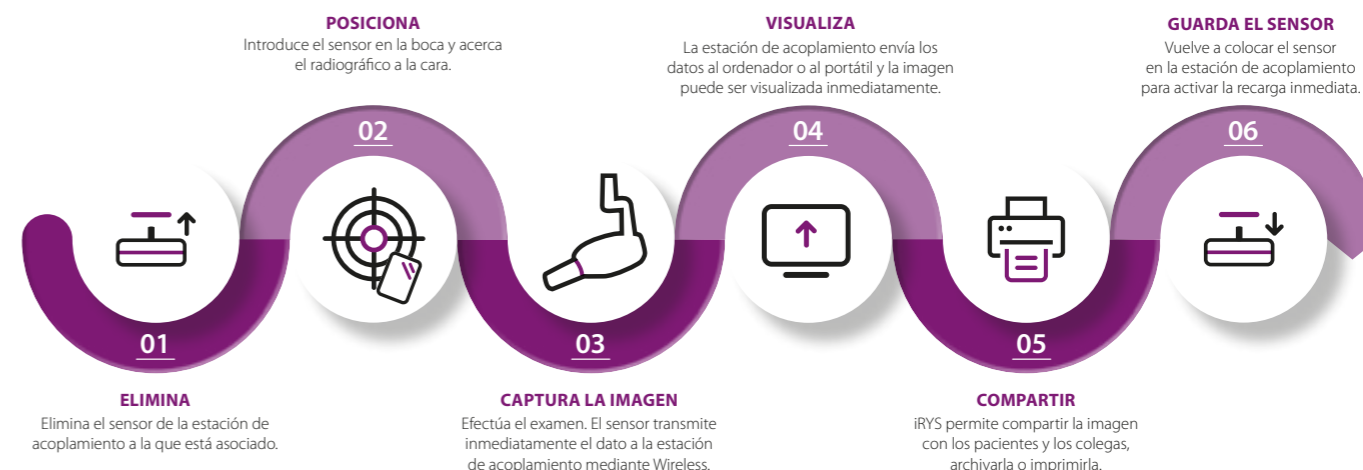 01
ELIMINA
Elimina el sensor de la estación de
acoplamiento a la que está asociado.
POSICIONA
Introduce el sensor en la boca y acerca
el radiográfico a la cara.
02
03
CAPTURA LA IMAGEN
Efectúa el examen. El sensor transmite
inmediatamente el dato a la estación
de acoplamiento mediante Wireless.
VISUALIZA
La estación de acoplamiento envía los
datos al ordenador o al portátil y la imagen
puede ser visualizada inmediatamente.
04
05
COMPARTIR
iRYS permite compartir la imagen
con los pacientes y los colegas,
archivarla o imprimirla.
GUARDA EL SENSOR
Vuelve a colocar el sensor
en la estación de acoplamiento
para activar la recarga inmediata.
06